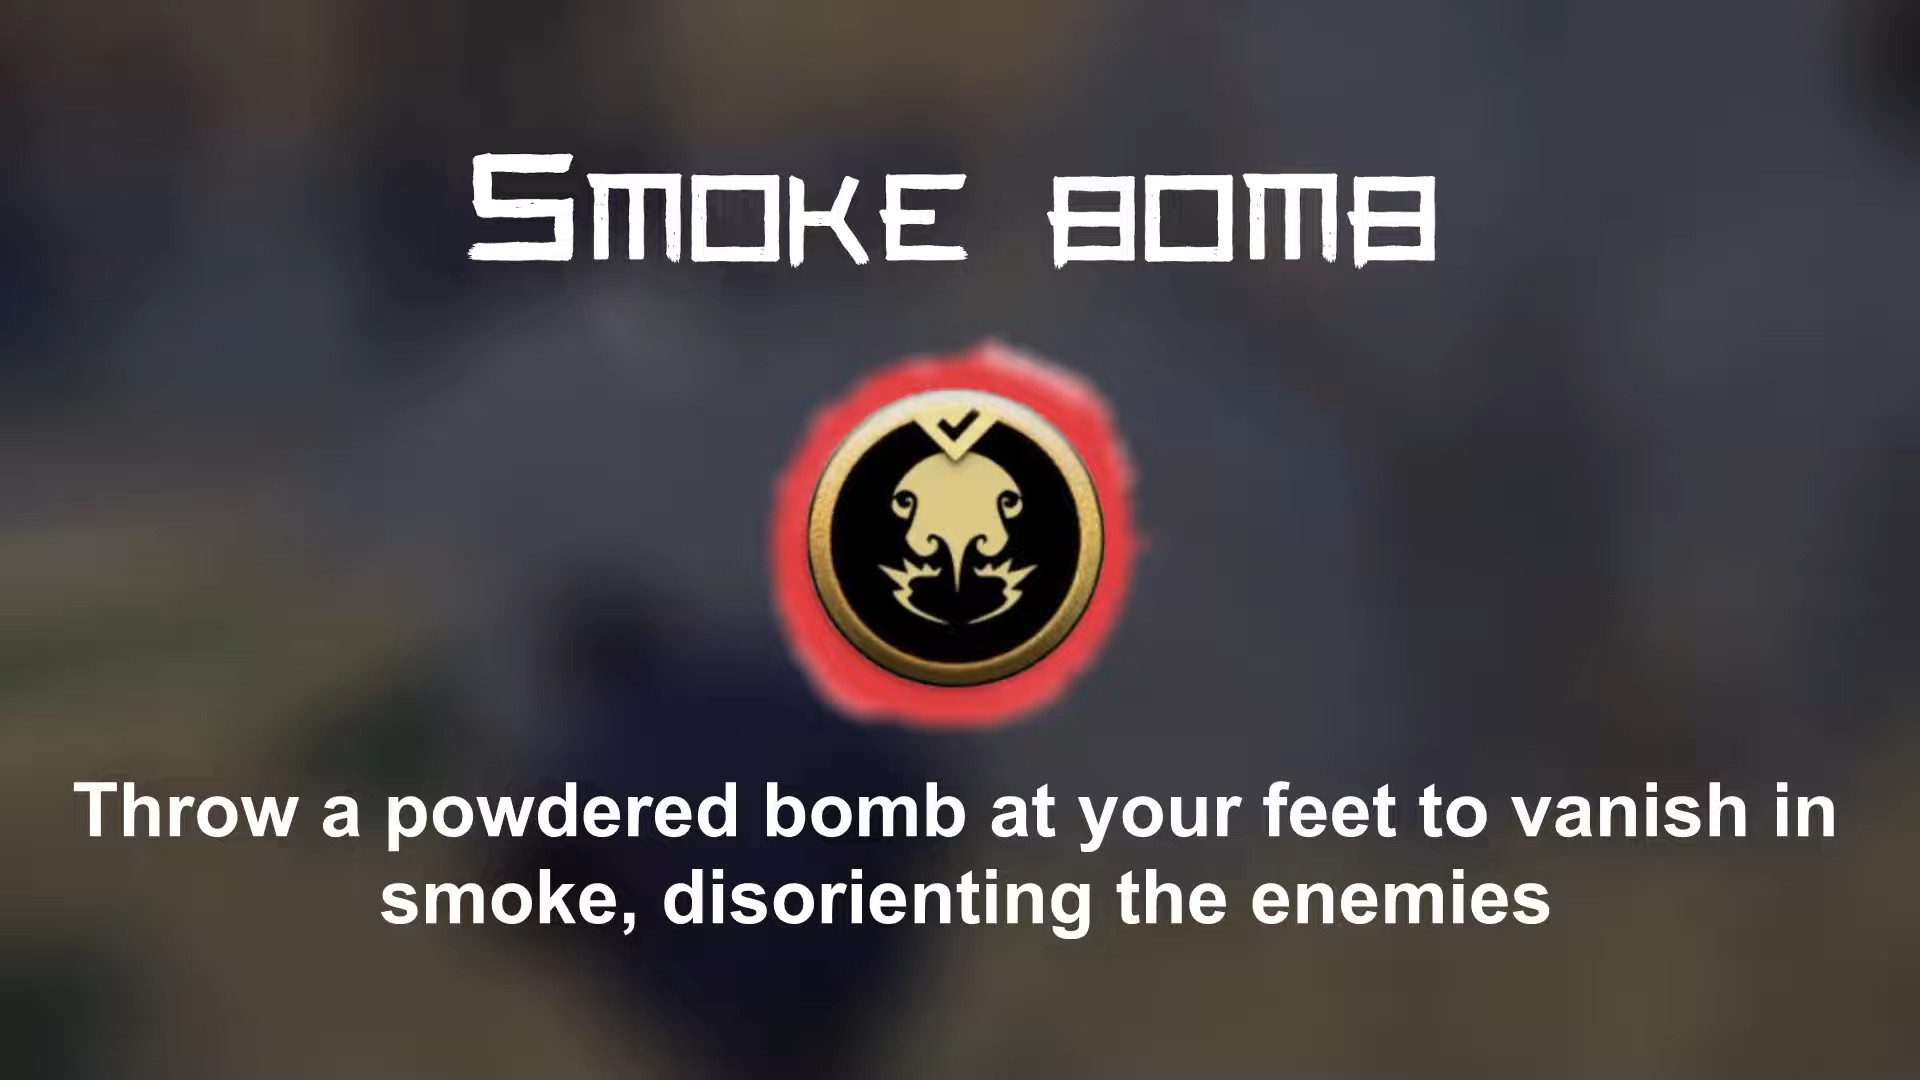 Smoke bomb
Throw a powdered bomb at your feet to vanish in
smoke, disorienting the enemies